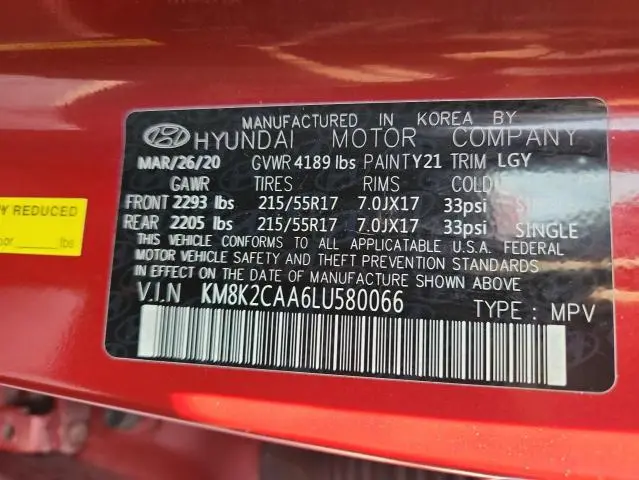 MANUFACTURED IN KOREA BY
HYUNDAI MOTOR COMPANY
MAR/26/20 GVWR 4189 lbs PAINT Y21 TRIM LGY
GAWR TIRES RIMS COLD
FRONT 2293 lbs 215/55R17 7.0JX17 33psi SINGLE
REAR 2205 lbs 215/55R17 7.0JX17 33psi SINGLE
THIS VEHICLE CONFORMS TO ALL APPLICABLE U.S.A. FEDERAL
MOTOR VEHICLE SAFETY AND THEFT PREVENTION STANDARDS
IN EFFECT ON THE DATE OF MANUFACTURE SHOWN ABOVE
V.I.N KM8K2CAA6LU580066 TYPE : MPV
REDUCED
lbs